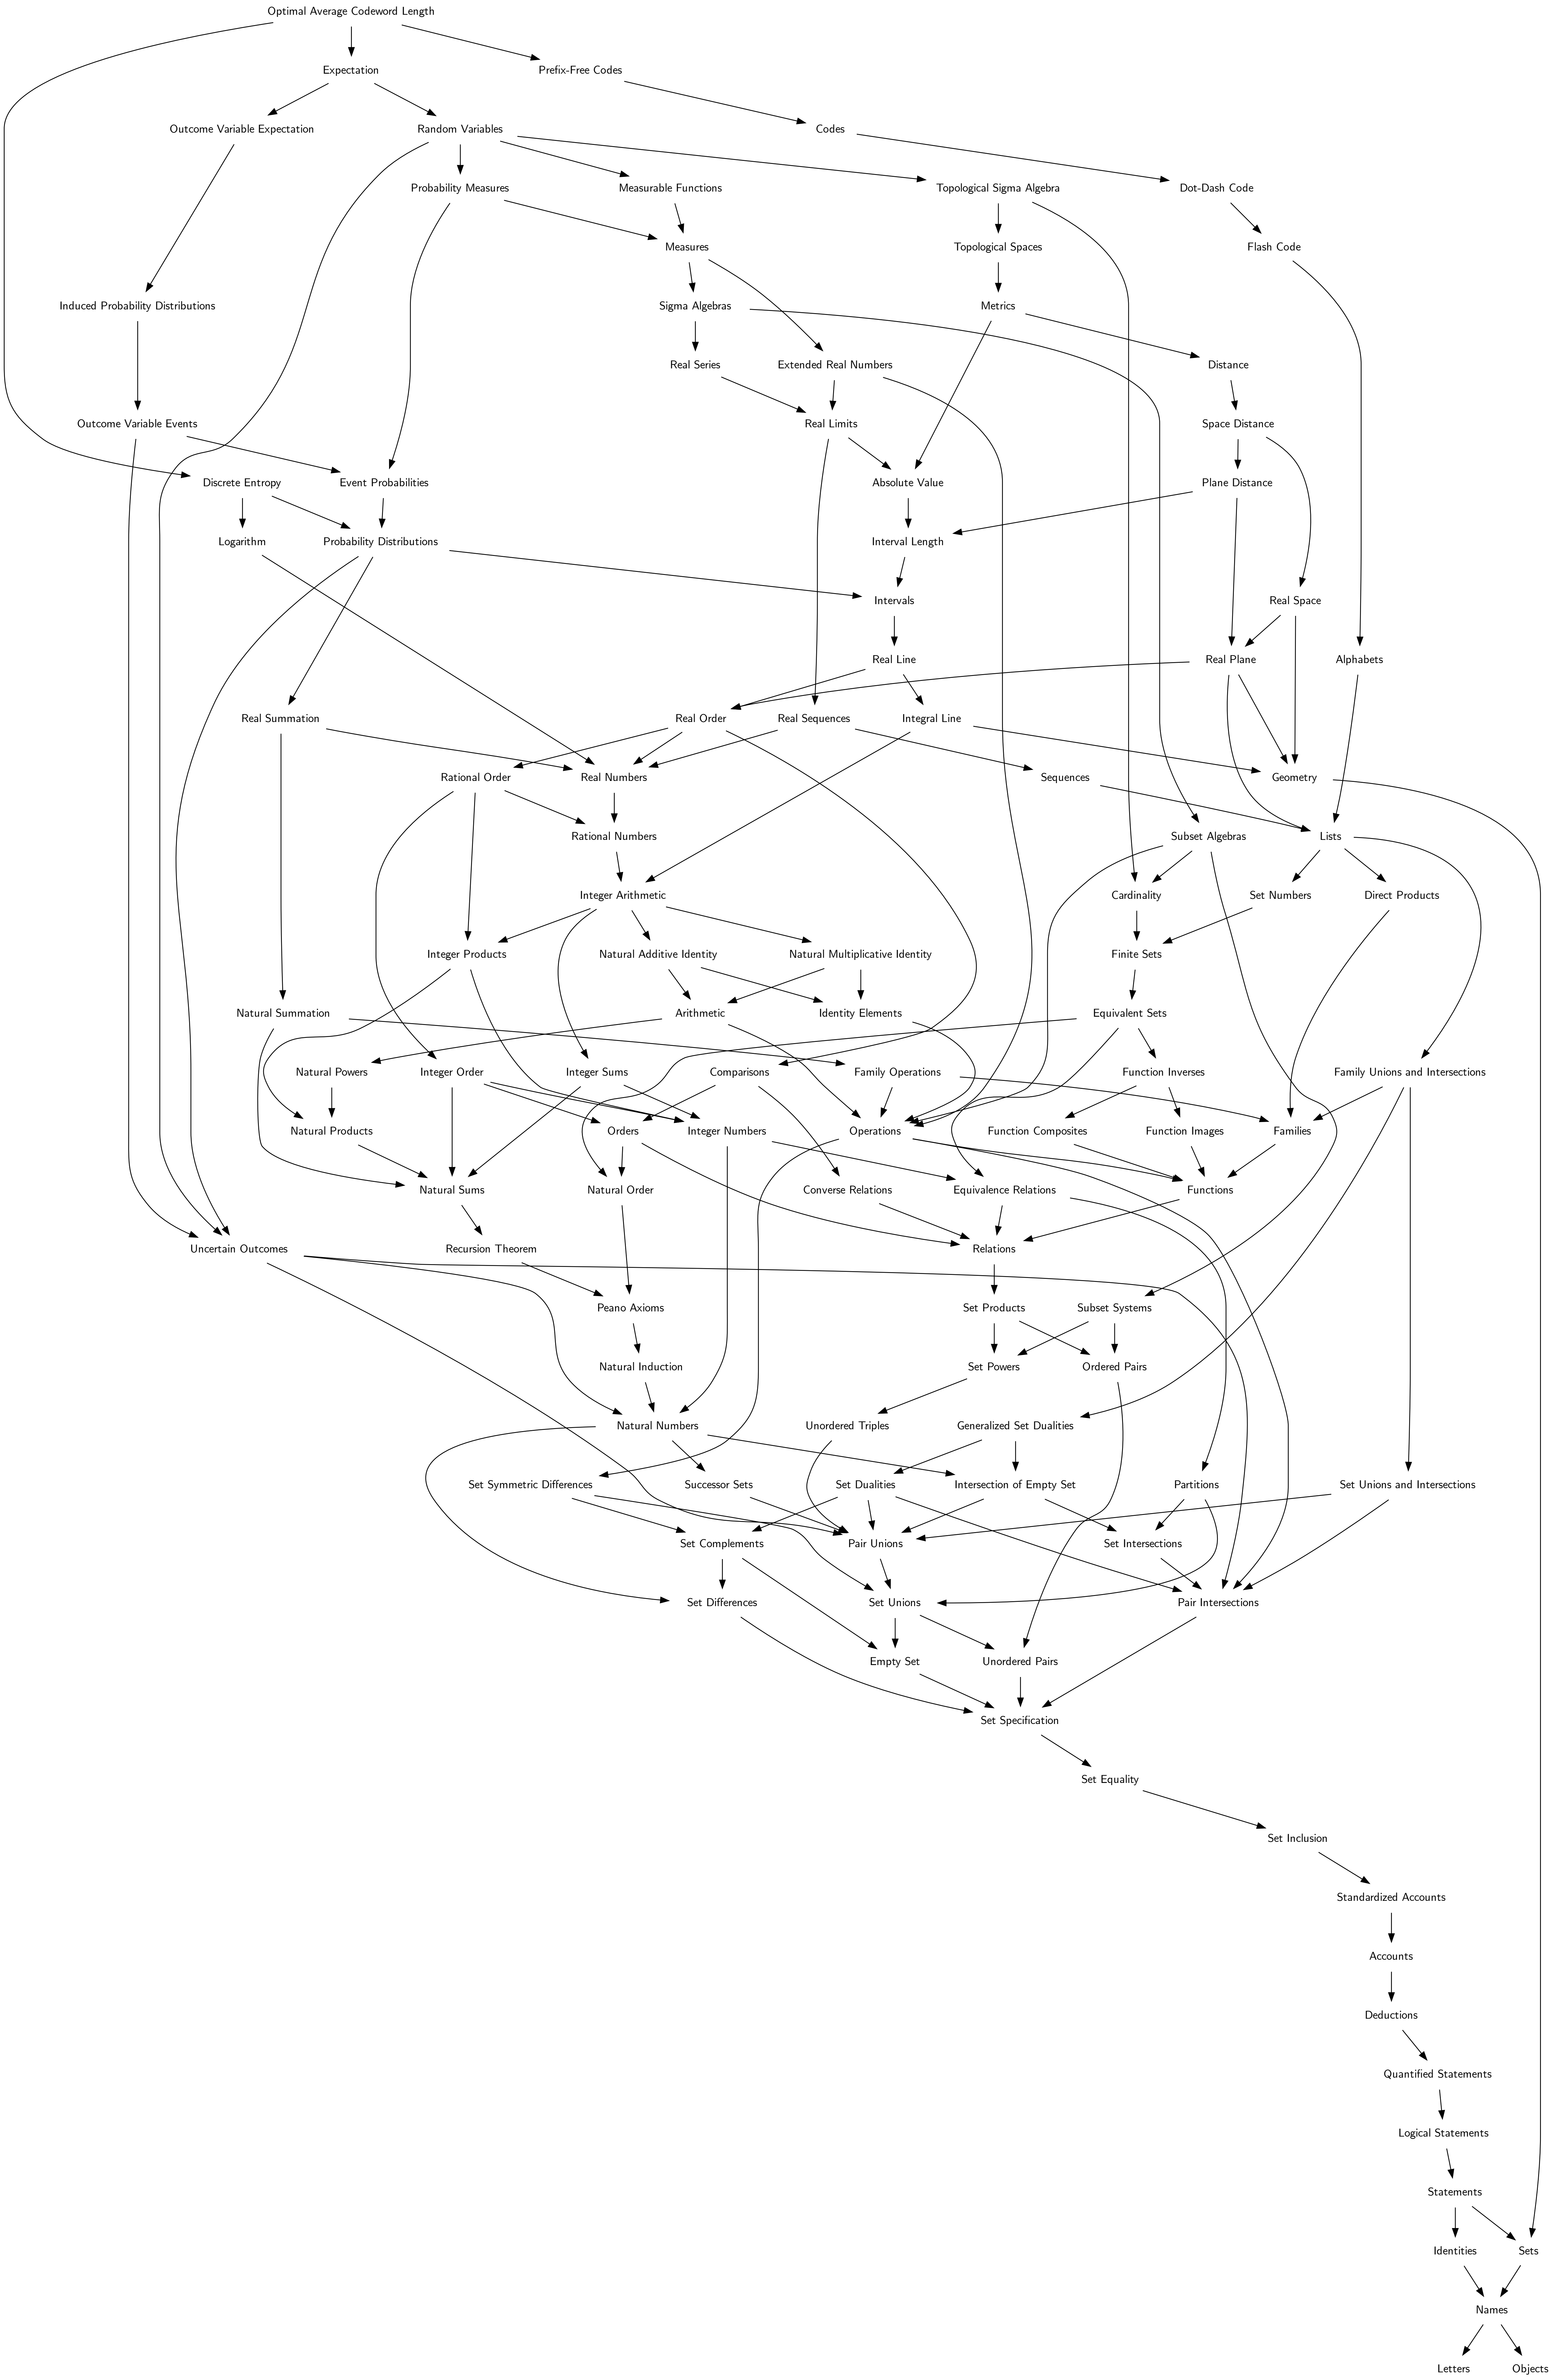 Optimal Average Codeword Length
Expectation
Prefix-Free Codes
Outcome Variable Expectation
Random Variables
Codes
Probability Measures
Measurable Functions
Topological Sigma Algebra
Dot-Dash Code
Measures
Topological Spaces
Flash Code
Induced Probability Distributions
Sigma Algebras
Metrics
Real Series
Extended Real Numbers
Distance
Outcome Variable Events
Real Limits
Space Distance
Discrete Entropy
Event Probabilities
Absolute Value
Plane Distance
Logarithm
Probability Distributions
Interval Length
Intervals
Real Space
Real Line
Real Plane
Alphabets
Real Summation
Real Order
Real Sequences
Integral Line
Rational Order
Real Numbers
Sequences
Geometry
Rational Numbers
Subset Algebras
Lists
Integer Arithmetic
Cardinality
Set Numbers
Direct Products
Integer Products
Natural Additive Identity
Natural Multiplicative Identity
Finite Sets
Natural Summation
Arithmetic
Identity Elements
Equivalent Sets
Natural Powers
Integer Order
Integer Sums
Comparisons
Family Operations
Function Inverses
Family Unions and Intersections
Natural Products
Orders
Integer Numbers
Operations
Function Composites
Function Images
Families
Natural Sums
Natural Order
Converse Relations
Equivalence Relations
Functions
Uncertain Outcomes
Recursion Theorem
Relations
Peano Axioms
Set Products
Subset Systems
Natural Induction
Set Powers
Ordered Pairs
Natural Numbers
Unordered Triples
Generalized Set Dualities
Set Symmetric Differences
Successor Sets
Set Dualities
Intersection of Empty Set
Partitions
Set Unions and Intersections
Set Complements
Pair Unions
Set Intersections
Set Differences
Set Unions
Pair Intersections
Empty Set
Unordered Pairs
Set Specification
Set Equality
Set Inclusion
Standardized Accounts
Accounts
Deductions
Quantified Statements
Logical Statements
Statements
Identities
Sets
Names
Letters
Objects